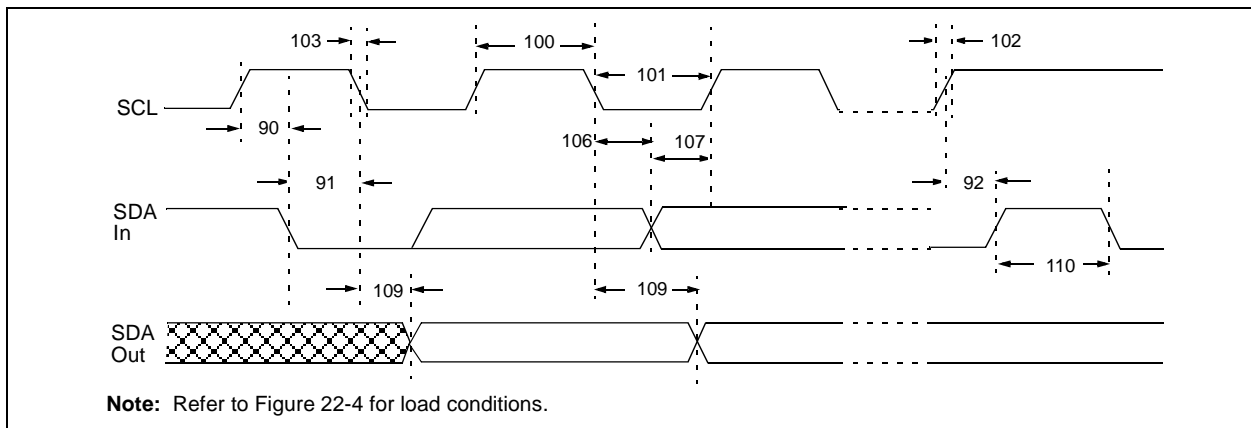 103
100
102
101
SCL
90
106
107
91
92
SDA
In
110
109
109
SDA
Out
Note: Refer to Figure 22-4 for load conditions.